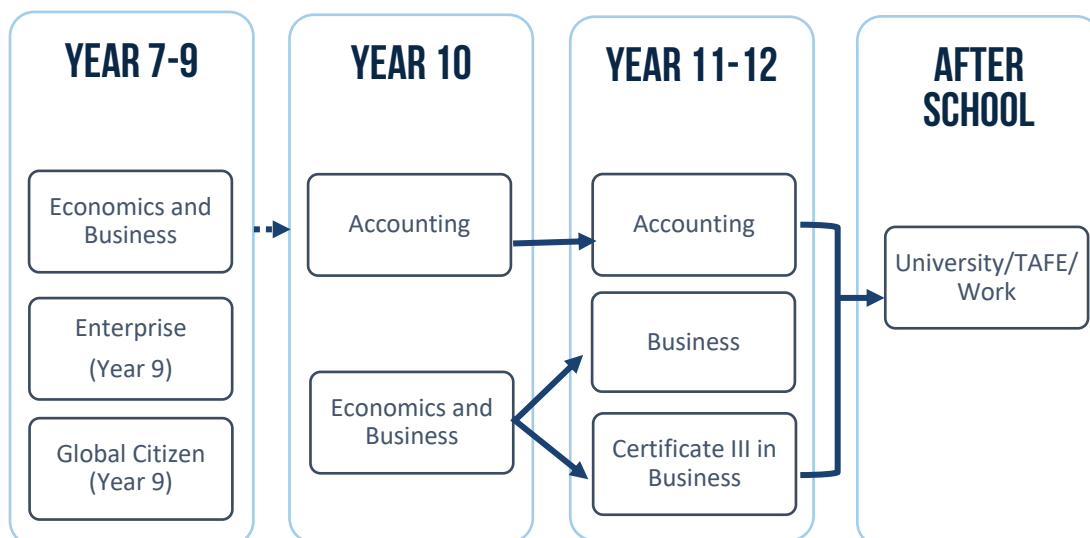 YEAR 7-9
Economics and
Business
Enterprise
(Year 9)
Global Citizen
(Year 9)
YEAR 10
Accounting
Economics and
Business
YEAR 11-12
Accounting
Business
Certificate III in
Business
AFTER
SCHOOL
University/TAFE/
Work